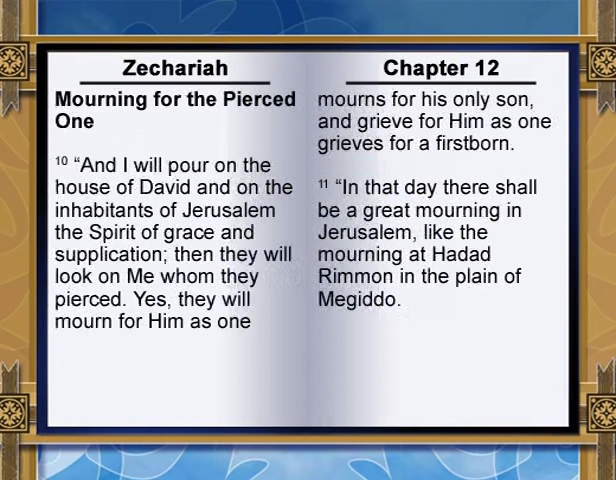 Zechariah
Mourning for the Pierced
One
10 “And I will pour on the
house of David and on the
inhabitants of Jerusalem
the Spirit of grace and
supplication; then they will
look on Me whom they
pierced. Yes, they will
mourn for Him as one
Chapter 12
mourns for his only son,
and grieve for Him as one
grieves for a firstborn.
11 “In that day there shall
be a great mourning in
Jerusalem, like the
mourning at Hadad
Rimmon in the plain of
Megiddo.